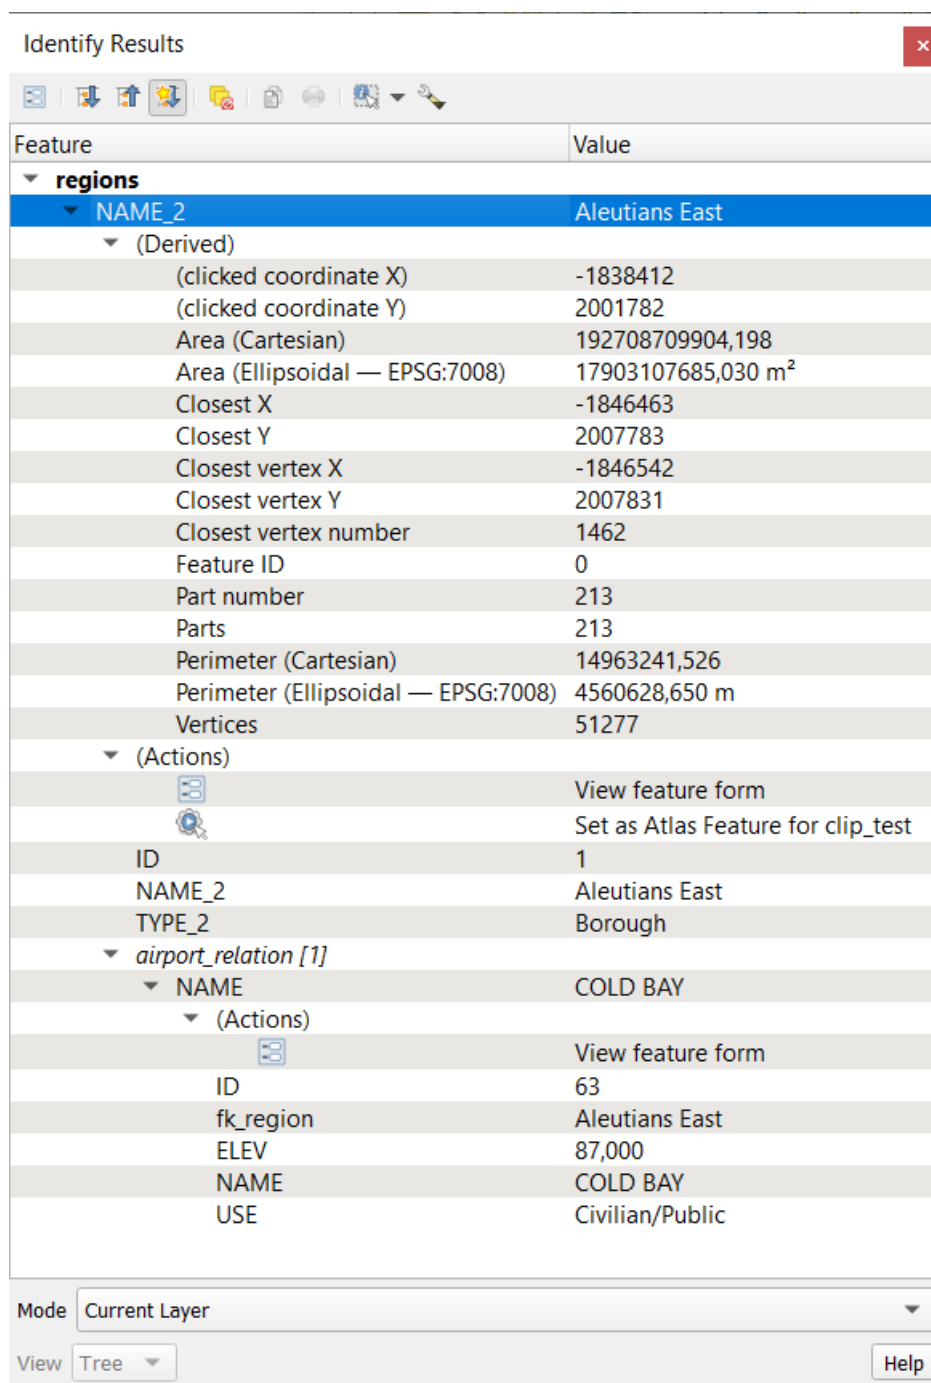 Identify Results
Feature Value
regions
NAME_2 Aleutians East
(Derived)
(clicked coordinate X) -1838412
(clicked coordinate Y) 2001782
Area (Cartesian) 192708709904,198
Area (Ellipsoidal — EPSG:7008) 17903107685,030 m²
Closest X -1846463
Closest Y 2007783
Closest vertex X -1846542
Closest vertex Y 2007831
Closest vertex number 1462
Feature ID 0
Part number 213
Parts 213
Perimeter (Cartesian) 14963241,526
Perimeter (Ellipsoidal — EPSG:7008) 4560628,650 m
Vertices 51277
(Actions)
View feature form
Set as Atlas Feature for clip_test
ID 1
NAME_2 Aleutians East
TYPE_2 Borough
airport_relation [1]
NAME COLD BAY
(Actions)
View feature form
ID 63
fk_region Aleutians East
ELEV 87,000
NAME COLD BAY
USE Civilian/Public
Mode Current Layer
View Tree Help